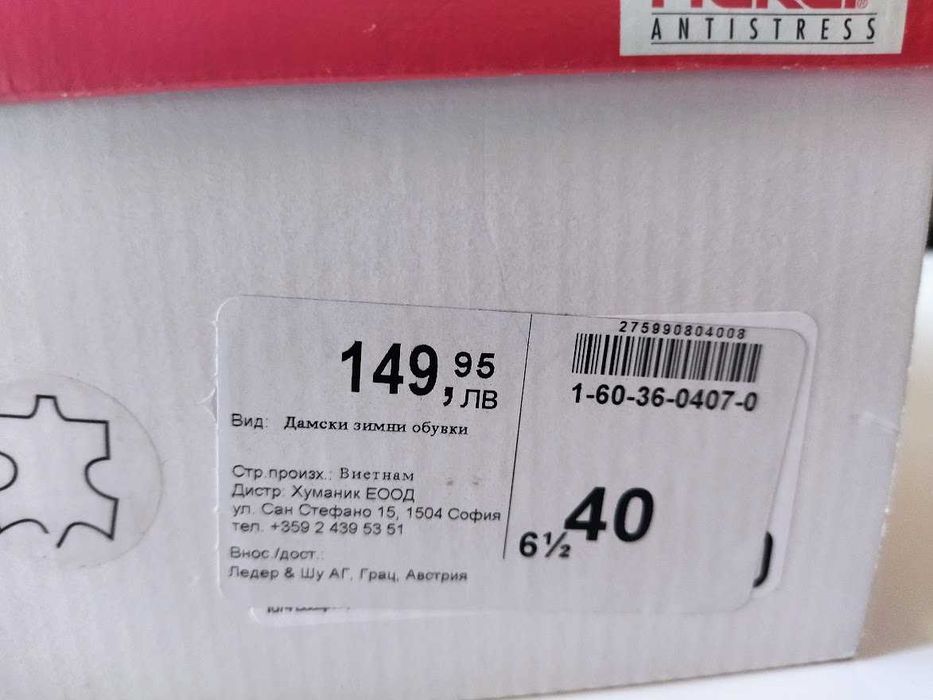 ANTISTRESS
149,95 ЛВ
Вид: Дамски зимни обувки
Стр.произх.: Виетнам
Дистр: Хуманик ЕООД
ул. Сан Стефано 15, 1504 София
тел. +359 2 439 53 51
Внос./дост.:
Ледер & Шу АГ, Грац, Австрия
275990804008
1-60-36-0407-0
6½ 40